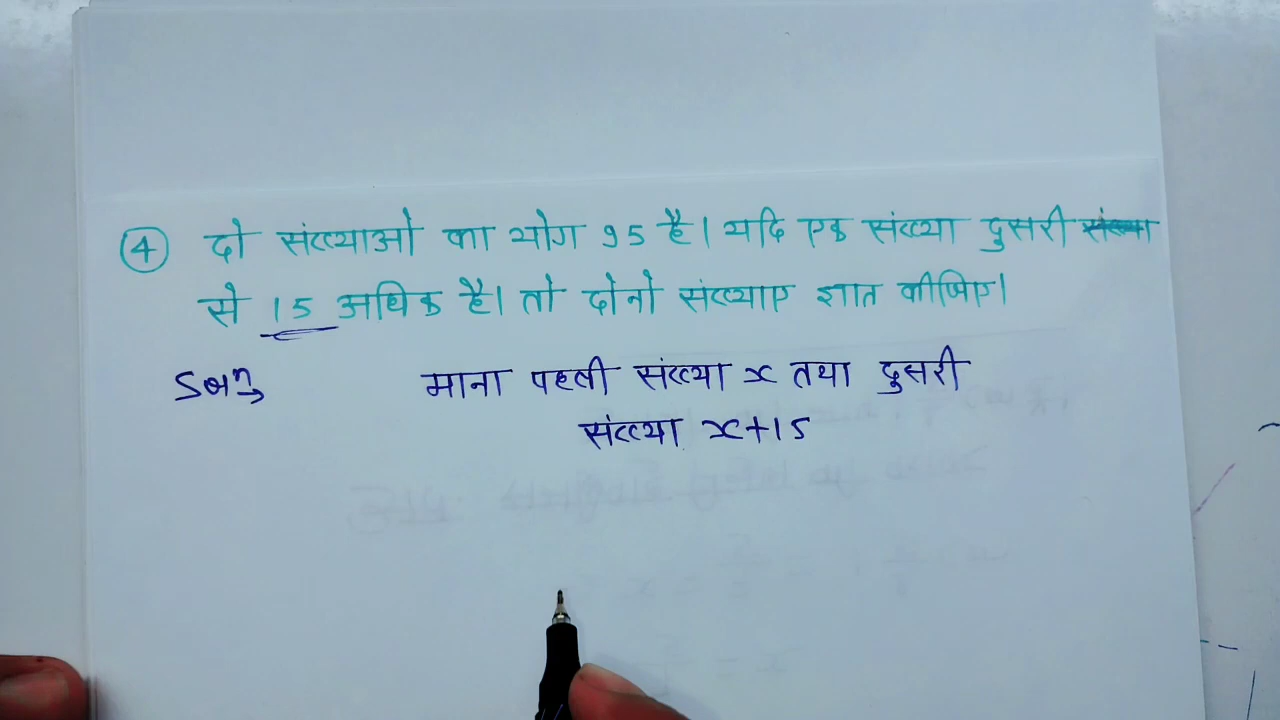 ④ दो संख्याओ का योग 95 है। यदि एक संख्या दुसरी
से 15 अधिक है। तो दोनो संख्याए ज्ञात कीजिए।
Solⁿ→ माना पहली संख्या x तथा दुसरी
संख्या x+15